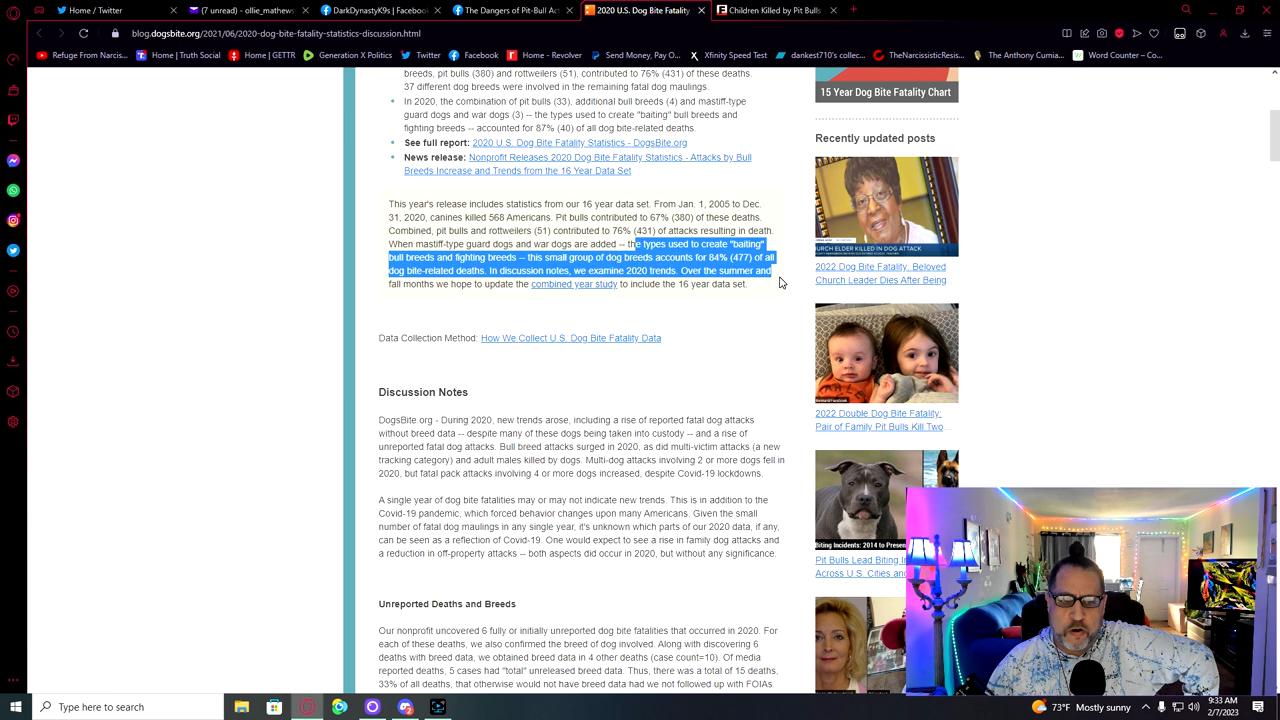 Home / Twitter
(7 unread) - ollie_mathews
DarkDynastyK9s | Facebook
The Dangers of Pit-Bull Ac
2020 U.S. Dog Bite Fatality
Children Killed By Pit Bulls
blog.dogsbite.org/2021/06/2020-dog-bite-fatality-statistics-discussion.html
Refuge From Narcis...
Home | Truth Social
Home | GETTR
Generation X Politics
Twitter
Facebook
Home - Revolver
Send Money, Pay O...
Xfinity Speed Test
dankest710's collec...
TheNarcissisticResis...
The Anthony Cumia...
Word Counter – Co...
breeds, pit bulls (380) and rottweilers (51), contributed to 76% (431) of these deaths.
37 different dog breeds were involved in the remaining fatal dog maulings.
In 2020, the combination of pit bulls (33), additional bull breeds (4) and mastiff-type
guard dogs and war dogs (3) -- the types used to create "baiting" bull breeds and
fighting breeds -- accounted for 87% (40) of all dog bite-related deaths.
See full report: 2020 U.S. Dog Bite Fatality Statistics - DogsBite.org
News release: Nonprofit Releases 2020 Dog Bite Fatality Statistics - Attacks by Bull
Breeds Increase and Trends from the 16 Year Data Set
This year's release includes statistics from our 16 year data set. From Jan. 1, 2005 to Dec.
31, 2020, canines killed 568 Americans. Pit bulls contributed to 67% (380) of these deaths.
Combined, pit bulls and rottweilers (51) contributed to 76% (431) of attacks resulting in death.
When mastiff-type guard dogs and war dogs are added -- the types used to create "baiting"
bull breeds and fighting breeds -- this small group of dog breeds accounts for 84% (477) of all
dog bite-related deaths. In discussion notes, we examine 2020 trends. Over the summer and
fall months we hope to update the combined year study to include the 16 year data set.
Data Collection Method: How We Collect U.S. Dog Bite Fatality Data
Discussion Notes
DogsBite.org - During 2020, new trends arose, including a rise of reported fatal dog attacks
without breed data -- despite many of these dogs being taken into custody -- and a rise of
unreported fatal dog attacks. Bull breed attacks surged in 2020, as did multi-victim attacks (a new
tracking category) and adult males killed by dogs. Multi-dog attacks involving 2 or more dogs fell in
2020, but fatal pack attacks involving 4 or more dogs increased, despite Covid-19 lockdowns.
A single year of dog bite fatalities may or may not indicate new trends. This is in addition to the
Covid-19 pandemic, which forced behavior changes upon many Americans. Given the small
number of fatal dog maulings in any single year, it's unknown which parts of our 2020 data, if any,
can be seen as a reflection of Covid-19. One would expect to see a rise in family dog attacks and
a reduction in off-property attacks -- both aspects did occur in 2020, but without any significance.
Unreported Deaths and Breeds
Our nonprofit uncovered 6 fully or initially unreported dog bite fatalities that occurred in 2020. For
each of these deaths, we also confirmed the breed of dog involved. Along with discovering 6
deaths with breed data, we obtained breed data in 4 other deaths (case count=10). Of media
reported deaths, 5 cases had "total" unreleased breed data. Thus, there was a total of 15 deaths,
33% of all deaths, that otherwise would not have breed data had we not followed up with FOIAs
15 Year Dog Bite Fatality Chart
Recently updated posts
CHURCH ELDER KILLED IN DOG ATTACK
2022 Dog Bite Fatality: Beloved
Church Leader Dies After Being
2022 Double Dog Bite Fatality:
Pair of Family Pit Bulls Kill Two...
Biting Incidents: 2014 to Presen
Pit Bulls Lead Biting In
Across U.S. Cities and
Type here to search
73°F Mostly sunny
9:33 AM
2/7/2023